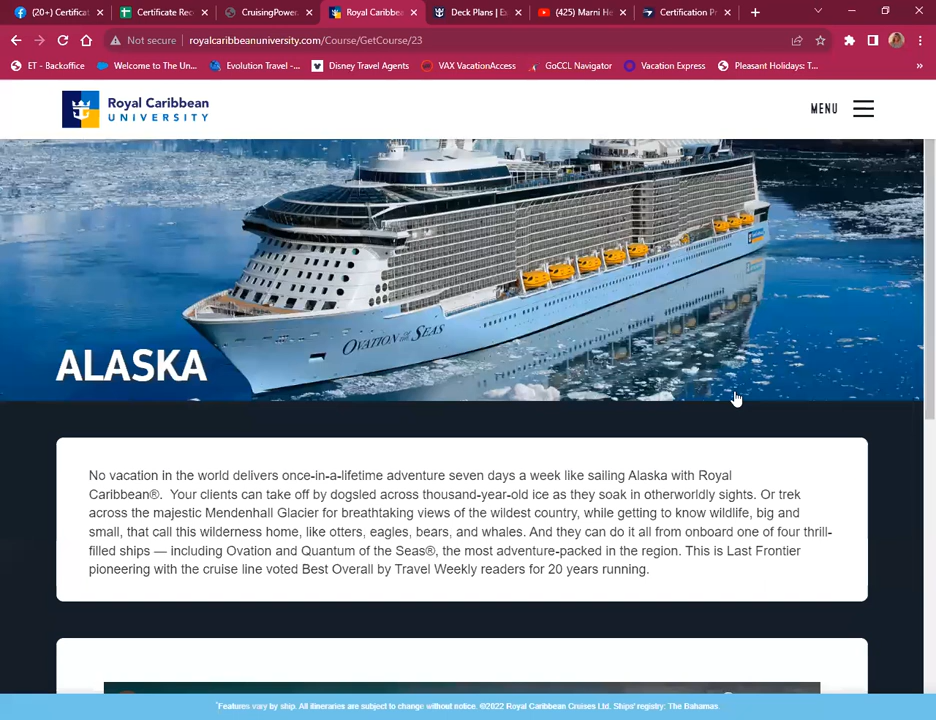 (20+) Certificat
Certificate Rec
CruisingPower.
Royal Caribbea
Deck Plans | Ex
(425) Marni He
Certification Pr
Not secure royalcaribbeanuniversity.com/Course/GetCourse/23
ET - Backoffice
Welcome to The Un...
Evolution Travel -...
Disney Travel Agents
VAX VacationAccess
GoCCL Navigator
Vacation Express
Pleasant Holidays: T...
»
Royal Caribbean
UNIVERSITY
MENU
OVATION OF THE SEAS
ALASKA
No vacation in the world delivers once-in-a-lifetime adventure seven days a week like sailing Alaska with Royal
Caribbean®. Your clients can take off by dogsled across thousand-year-old ice as they soak in otherworldly sights. Or trek
across the majestic Mendenhall Glacier for breathtaking views of the wildest country, while getting to know wildlife, big and
small, that call this wilderness home, like otters, eagles, bears, and whales. And they can do it all from onboard one of four thrill-
filled ships — including Ovation and Quantum of the Seas®, the most adventure-packed in the region. This is Last Frontier
pioneering with the cruise line voted Best Overall by Travel Weekly readers for 20 years running.
*Features vary by ship. All itineraries are subject to change without notice. ©2022 Royal Caribbean Cruises Ltd. Ships' registry: The Bahamas.